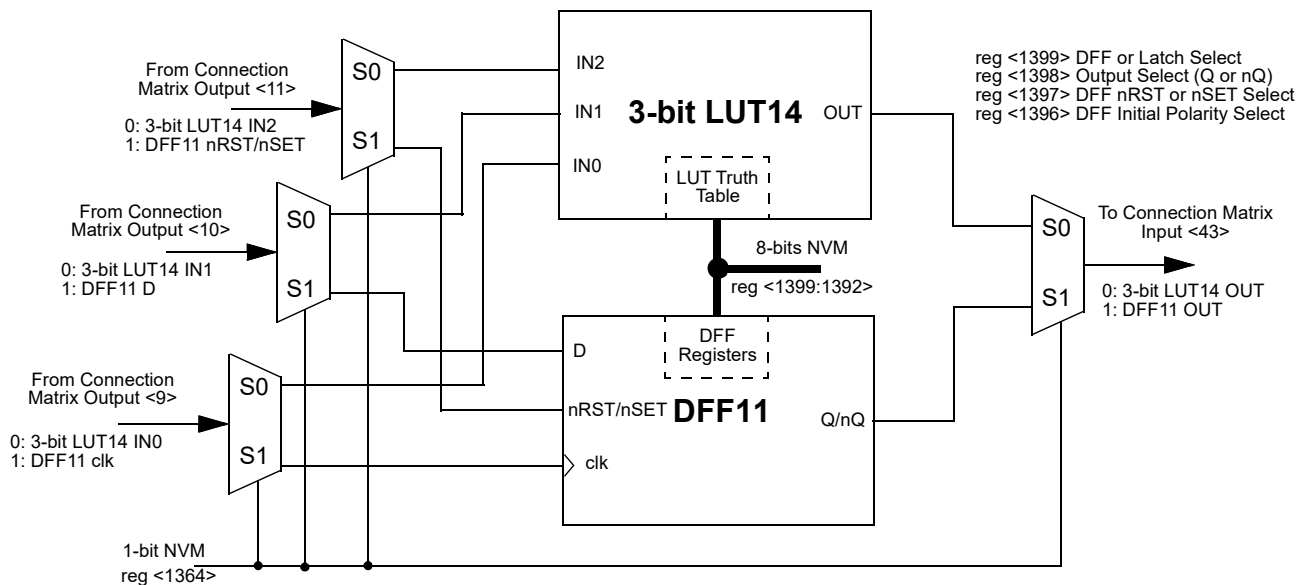 From Connection
Matrix Output <11>
0: 3-bit LUT14 IN2
1: DFF11 nRST/nSET
S0
S1
From Connection
Matrix Output <10>
0: 3-bit LUT14 IN1
1: DFF11 D
S0
S1
From Connection
Matrix Output <9>
0: 3-bit LUT14 IN0
1: DFF11 clk
S0
S1
1-bit NVM
reg <1364>
IN2
IN1
IN0
3-bit LUT14
OUT
LUT Truth
Table
8-bits NVM
reg <1399:1392>
DFF
Registers
D
nRST/nSET
clk
DFF11
Q/nQ
reg <1399> DFF or Latch Select
reg <1398> Output Select (Q or nQ)
reg <1397> DFF nRST or nSET Select
reg <1396> DFF Initial Polarity Select
S0
S1
To Connection Matrix
Input <43>
0: 3-bit LUT14 OUT
1: DFF11 OUT